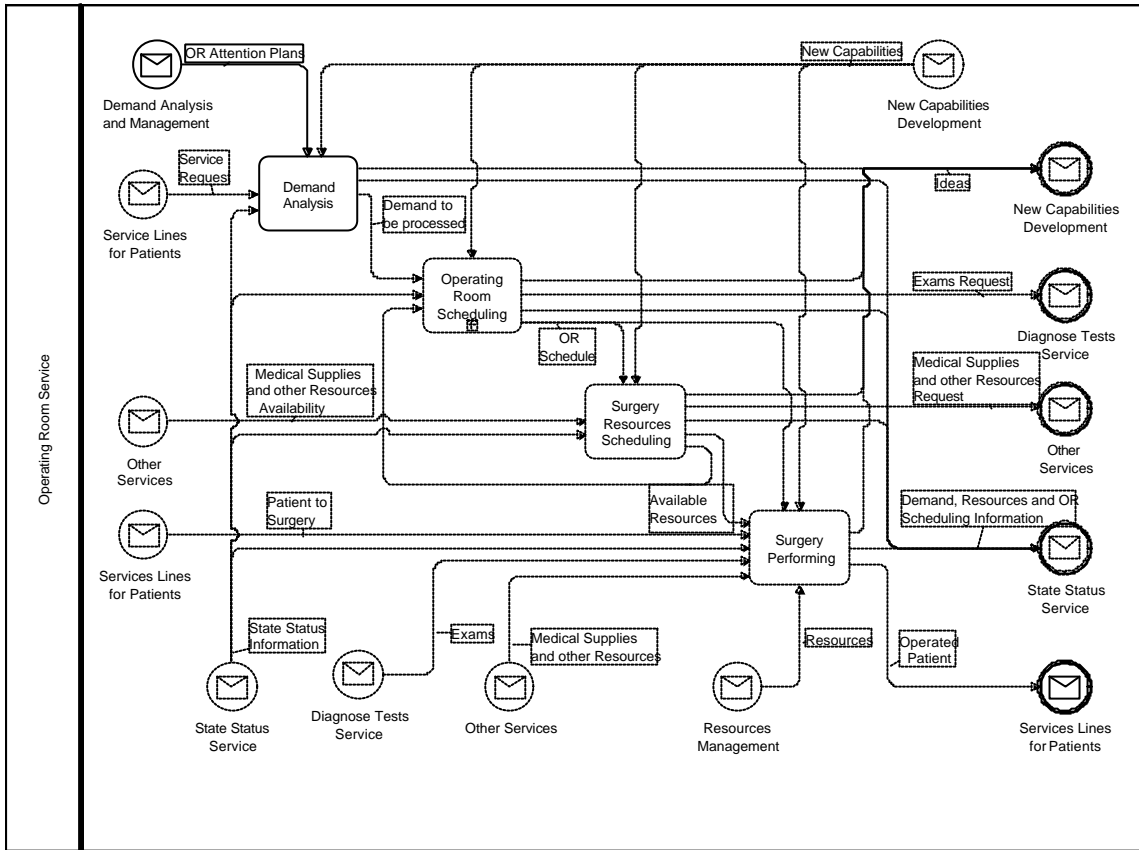 Operating Room Service
OR Attention Plans
New Capabilities
Demand Analysis
and Management
New Capabilities
Development
Service
Request
Demand
Analysis
Ideas
Service Lines
for Patients
Demand to
be processed
New Capabilities
Development
Operating
Room
Scheduling
Exams Request
OR
Schedule
Diagnose Tests
Service
Medical Supplies
and other Resources
Availability
Medical Supplies
and other Resources
Request
Surgery
Resources
Scheduling
Other
Services
Other
Services
Patient to
Surgery
Available
Resources
Demand, Resources and OR
Scheduling Information
Surgery
Performing
Services Lines
for Patients
State Status
Service
State Status
Information
Exams
Medical Supplies
and other Resources
Resources
Operated
Patient
State Status
Service
Diagnose Tests
Service
Other Services
Resources
Management
Services Lines
for Patients